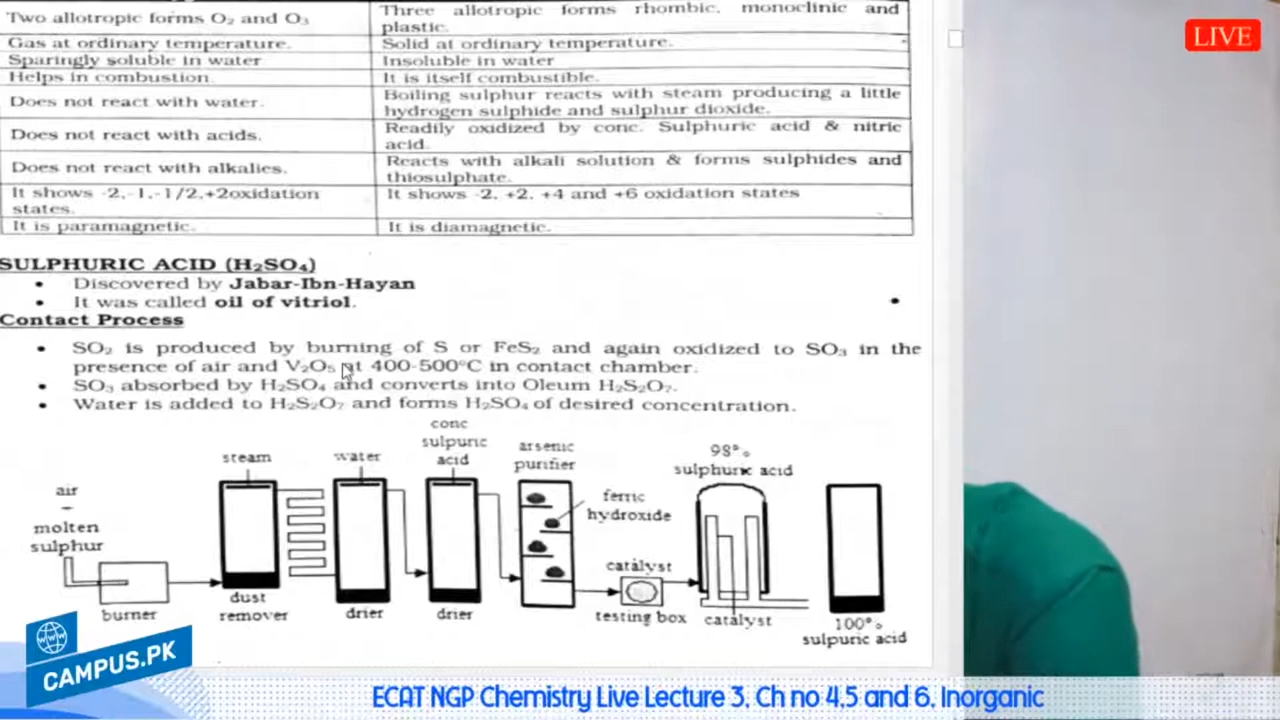 Two allotropic forms O₂ and O₃
Three allotropic forms rhombic, monoclinic and
plastic.
Gas at ordinary temperature.
Solid at ordinary temperature.
Sparingly soluble in water
Insoluble in water
Helps in combustion.
It is itself combustible.
Does not react with water.
Boiling sulphur reacts with steam producing a little
hydrogen sulphide and sulphur dioxide.
Does not react with acids.
Readily oxidized by conc. Sulphuric acid & nitric
acid.
Does not react with alkalies.
Reacts with alkali solution & forms sulphides and
thiosulphate.
It shows -2,-1,-1/2,+2oxidation
states.
It shows -2, +2, +4 and +6 oxidation states
It is paramagnetic.
It is diamagnetic.
SULPHURIC ACID (H₂SO₄)
• Discovered by Jabar-Ibn-Hayan
• It was called oil of vitriol.
Contact Process
• SO₂ is produced by burning of S or FeS₂ and again oxidized to SO₃ in the
presence of air and V₂O₅ at 400-500°C in contact chamber.
• SO₃ absorbed by H₂SO₄ and converts into Oleum H₂S₂O₇.
• Water is added to H₂S₂O₇ and forms H₂SO₄ of desired concentration.
air
molten
sulphur
burner
steam
dust
remover
water
drier
conc
sulpuric
acid
drier
arsenic
purifier
ferric
hydroxide
catalyst
testing box
98%
sulphuric acid
catalyst
100%
sulpuric acid
LIVE
www
CAMPUS.PK
ECAT NGP Chemistry Live Lecture 3, Ch no 4,5 and 6, Inorganic